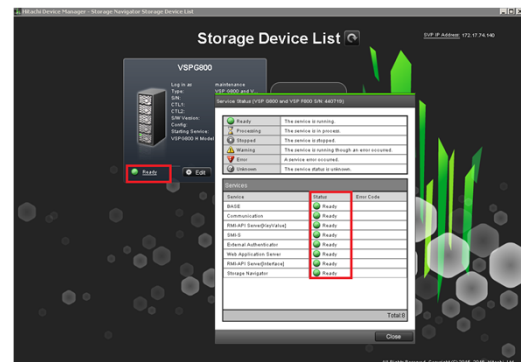 Hitachi Device Manager - Storage Navigator Storage Device List
Storage Device List
SVP IP Address: 172.17.74.140
VSPG800
Log in as: maintenance
Type: VSP G800 and V...
S/N:
CTL1:
CTL2:
S/W Version:
Config:
Starting Service:
VSPG800 H Model
Ready
Edit
Service Status (VSP G800 and VSP F800 S/N: 440719)
Ready The service is running.
Processing The service is in process.
Stopped The service is stopped.
Warning The service is running though an error occurred.
Error A service error occurred.
Unknown The service status is unknown.
Services
Service Status Error Code
BASE Ready
Communication Ready
RMI-API Server[KeyValue] Ready
SMI-S Ready
External Authenticator Ready
Web Application Server Ready
RMI-API Server[Interface] Ready
Storage Navigator Ready
Total:8
Close